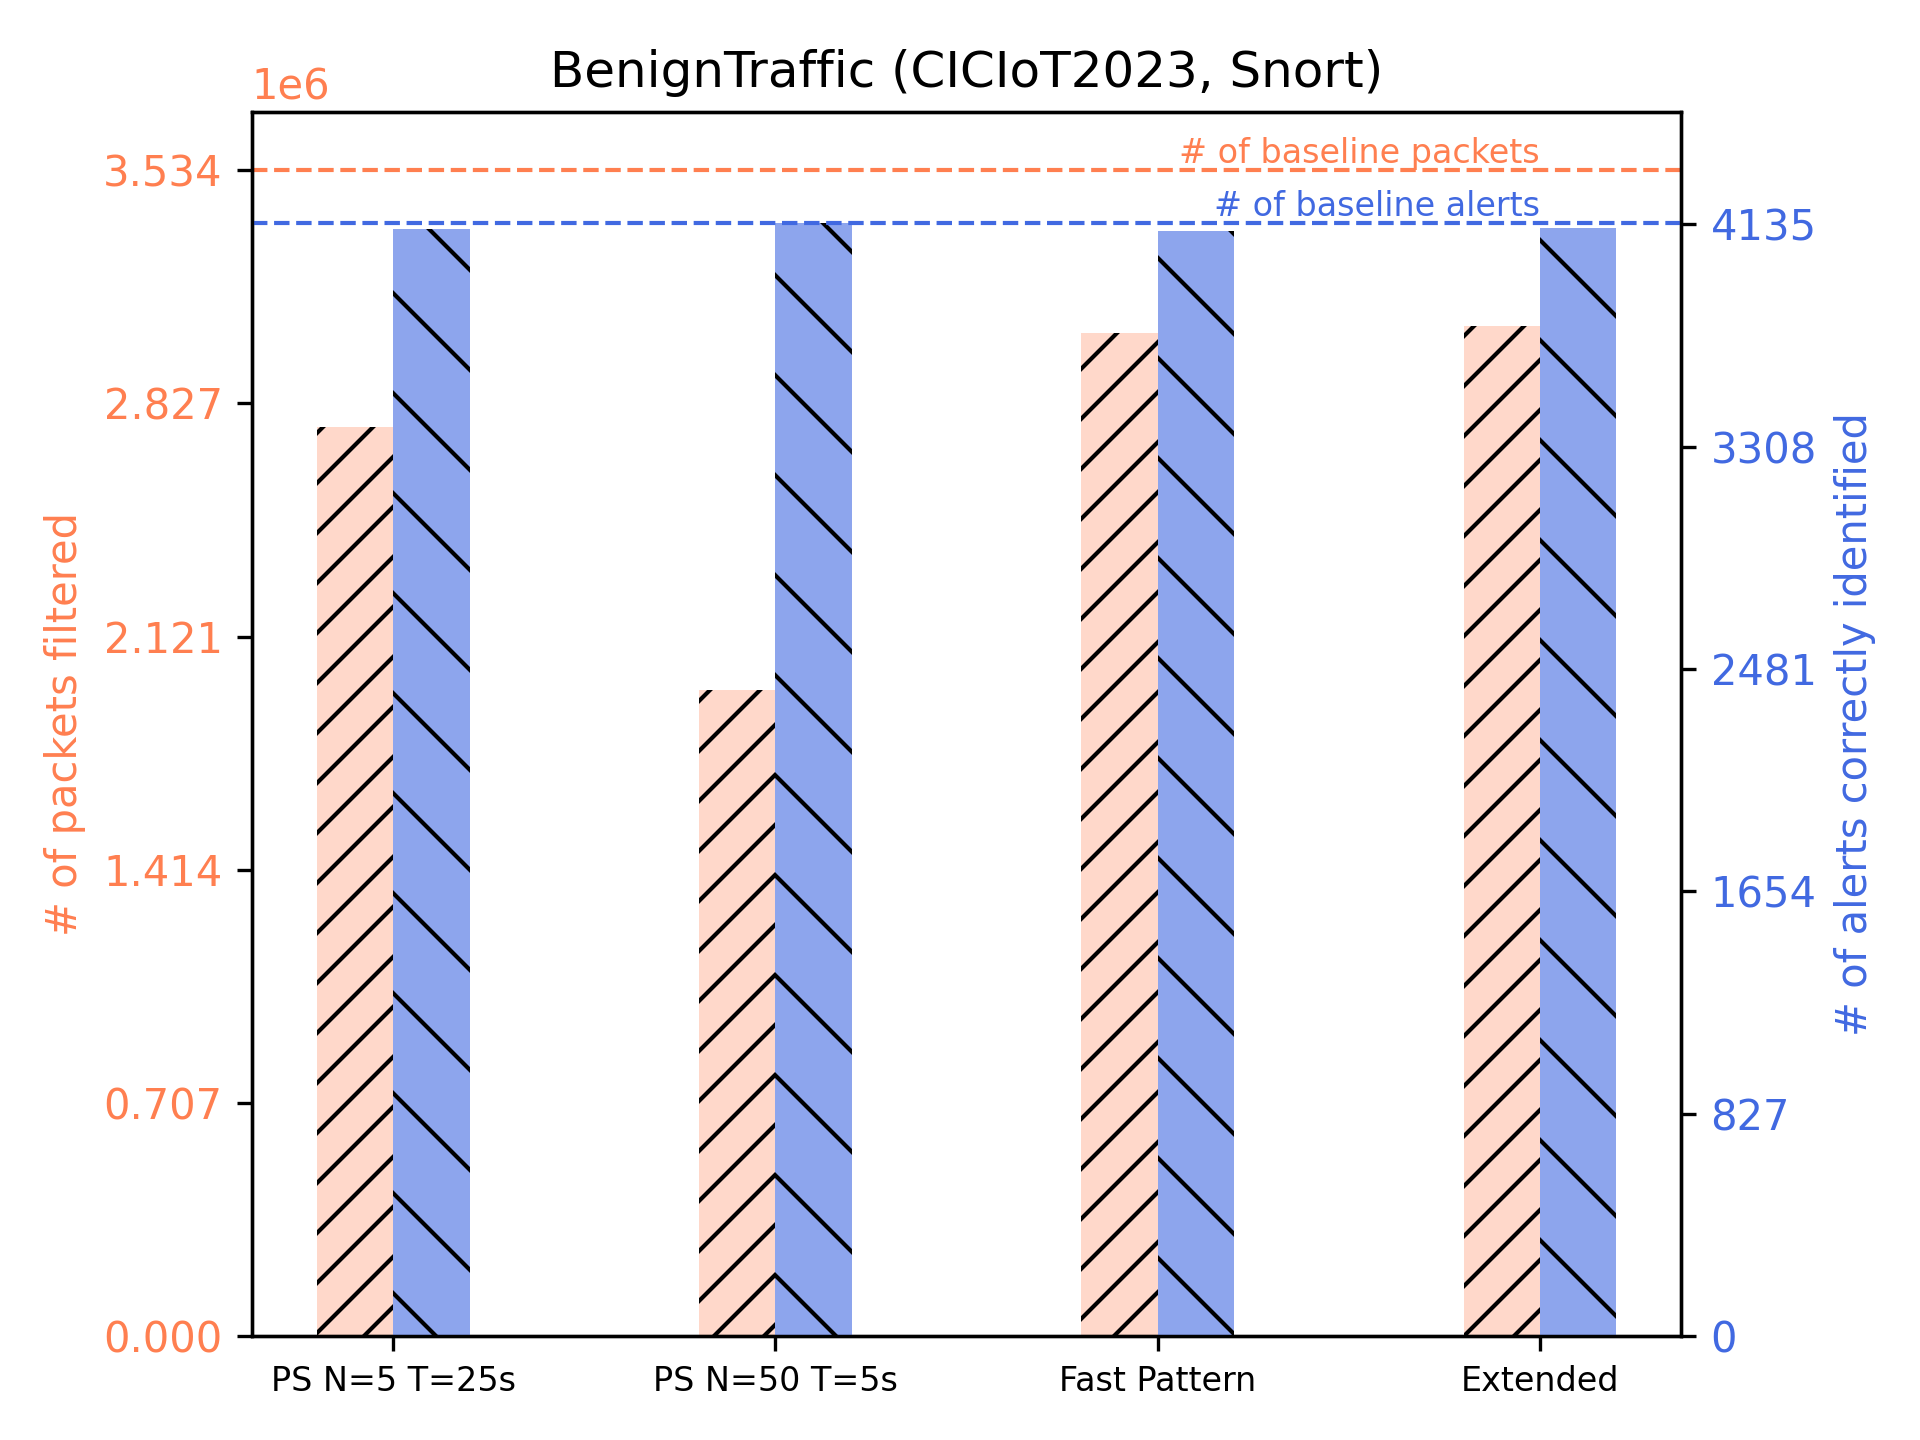 BenignTraffic (CICIoT2023, Snort)
1e6
# of baseline packets
# of baseline alerts
3.534
2.827
2.121
1.414
0.707
0.000
# of packets filtered
4135
3308
2481
1654
827
0
# of alerts correctly identified
PS N=5 T=25s
PS N=50 T=5s
Fast Pattern
Extended